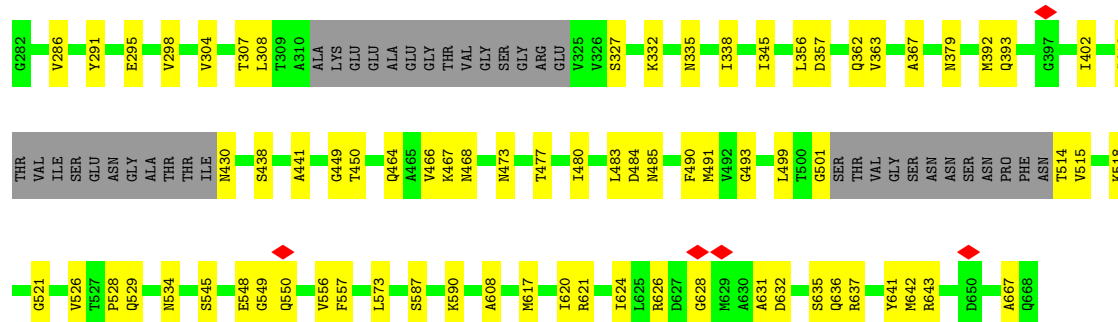 G282 V286 Y291 E295 V298 V304 T307 L308 T309 A310 ALA LYS GLU GLU ALA GLU GLY THR VAL GLY SER GLY ARG GLU V325 V326 S327 K332 N335 I338 I345 L356 D357 Q362 V363 A367 N379 M392 Q393 G397 I402
THR VAL ILE SER GLU ASN GLY ALA THR THR ILE N430 S438 A441 G449 T450 Q464 A465 V466 K467 N468 N473 T477 I480 L483 D484 N485 F490 M491 V492 G493 L499 T500 G501 SER THR VAL GLY SER ASN ASN SER ASN PRO PHE ASN T514 V515 K518
G521 V526 T527 P528 Q529 N534 S545 E548 G549 Q550 V556 F557 L573 S587 K590 A608 M617 I620 R621 I624 L625 R626 D627 G628 M629 A630 A631 D632 S635 Q636 R637 Y641 M642 R643 D650 A667 Q668